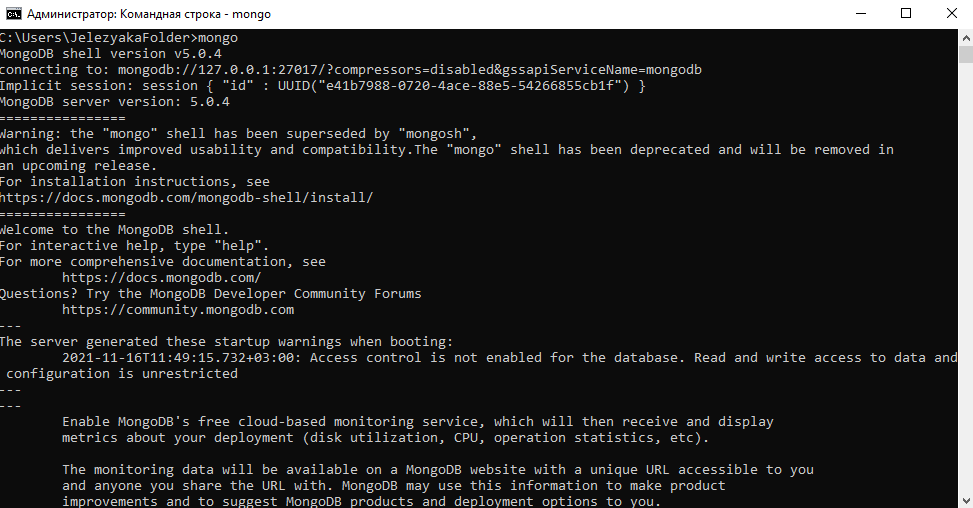 Администратор: Командная строка - mongo
C:\Users\JelezyakaFolder>mongo
MongoDB shell version v5.0.4
connecting to: mongodb://127.0.0.1:27017/?compressors=disabled&gssapiServiceName=mongodb
Implicit session: session { "id" : UUID("e41b7988-0720-4ace-88e5-54266855cb1f") }
MongoDB server version: 5.0.4
================
Warning: the "mongo" shell has been superseded by "mongosh",
which delivers improved usability and compatibility.The "mongo" shell has been deprecated and will be removed in
an upcoming release.
For installation instructions, see
https://docs.mongodb.com/mongodb-shell/install/
================
Welcome to the MongoDB shell.
For interactive help, type "help".
For more comprehensive documentation, see
https://docs.mongodb.com/
Questions? Try the MongoDB Developer Community Forums
https://community.mongodb.com
---
The server generated these startup warnings when booting:
2021-11-16T11:49:15.732+03:00: Access control is not enabled for the database. Read and write access to data and
configuration is unrestricted
---
---
Enable MongoDB's free cloud-based monitoring service, which will then receive and display
metrics about your deployment (disk utilization, CPU, operation statistics, etc).
The monitoring data will be available on a MongoDB website with a unique URL accessible to you
and anyone you share the URL with. MongoDB may use this information to make product
improvements and to suggest MongoDB products and deployment options to you.